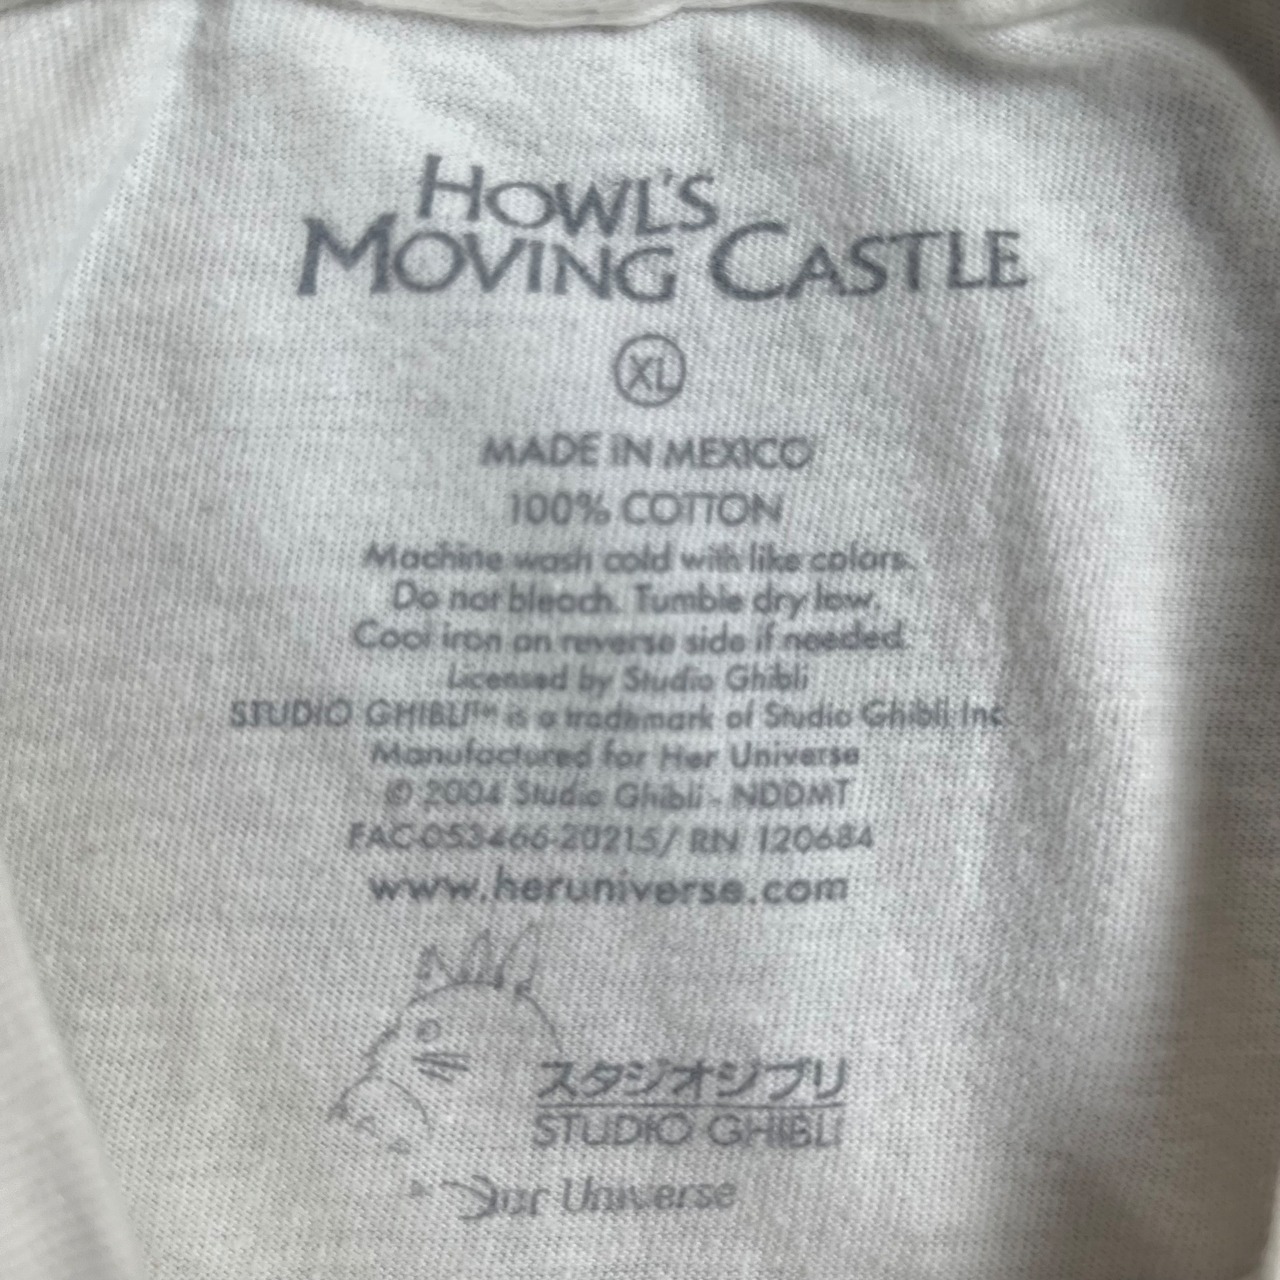 HOWL'S
MOVING CASTLE
XL
MADE IN MEXICO
100% COTTON
Machine wash cold with like colors.
Do not bleach. Tumble dry low.
Cool iron on reverse side if needed.
Licensed by Studio Ghibli
STUDIO GHIBLI™ is a trademark of Studio Ghibli Inc.
Manufactured for Her Universe
© 2004 Studio Ghibli - NDDMT
FAC-053466-20215/ RN 120684
www.heruniverse.com
スタジオジブリ
STUDIO GHIBLI
Her Universe